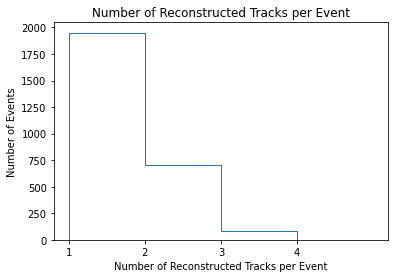 Number of Reconstructed Tracks per Event
2000
1750
1500
1250
1000
750
500
250
0
Number of Events
1 2 3 4
Number of Reconstructed Tracks per Event